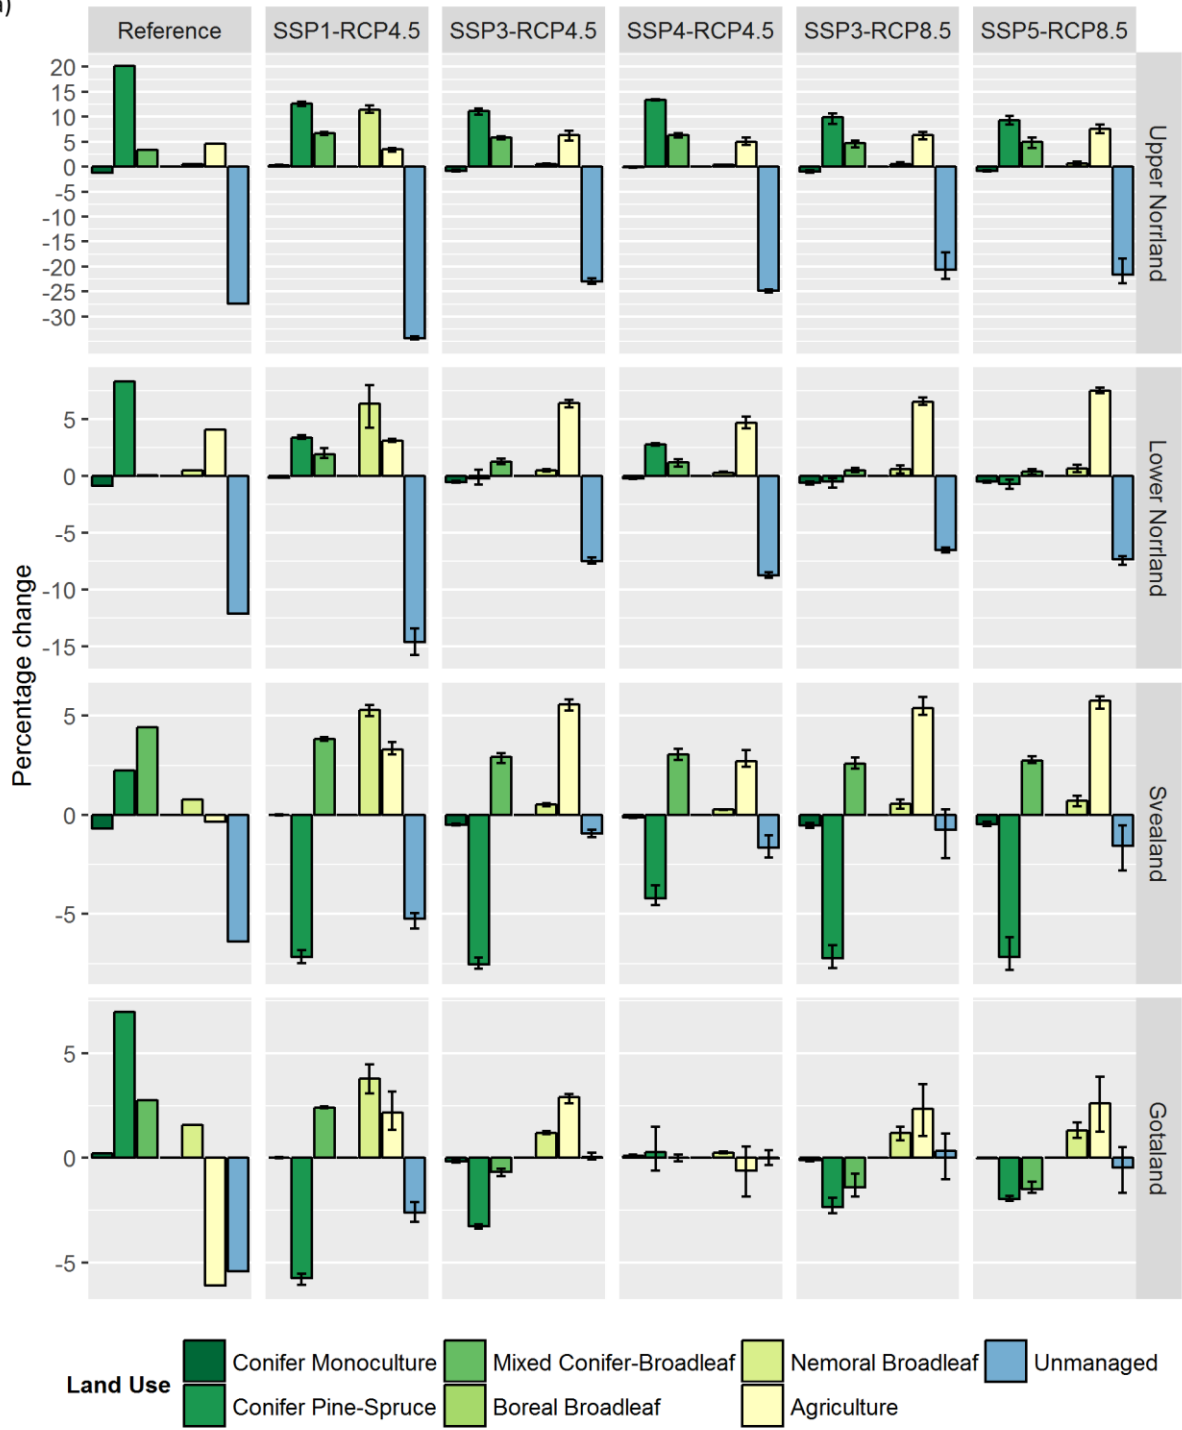 a)
Reference SSP1-RCP4.5 SSP3-RCP4.5 SSP4-RCP4.5 SSP3-RCP8.5 SSP5-RCP8.5
20
15
10
5
0
-5
-10
-15
-20
-25
-30
Upper Norrland
5
0
-5
-10
-15
Lower Norrland
Percentage change
5
0
-5
Svealand
5
0
-5
Gotaland
Land Use
Conifer Monoculture Mixed Conifer-Broadleaf Nemoral Broadleaf Unmanaged
Conifer Pine-Spruce Boreal Broadleaf Agriculture